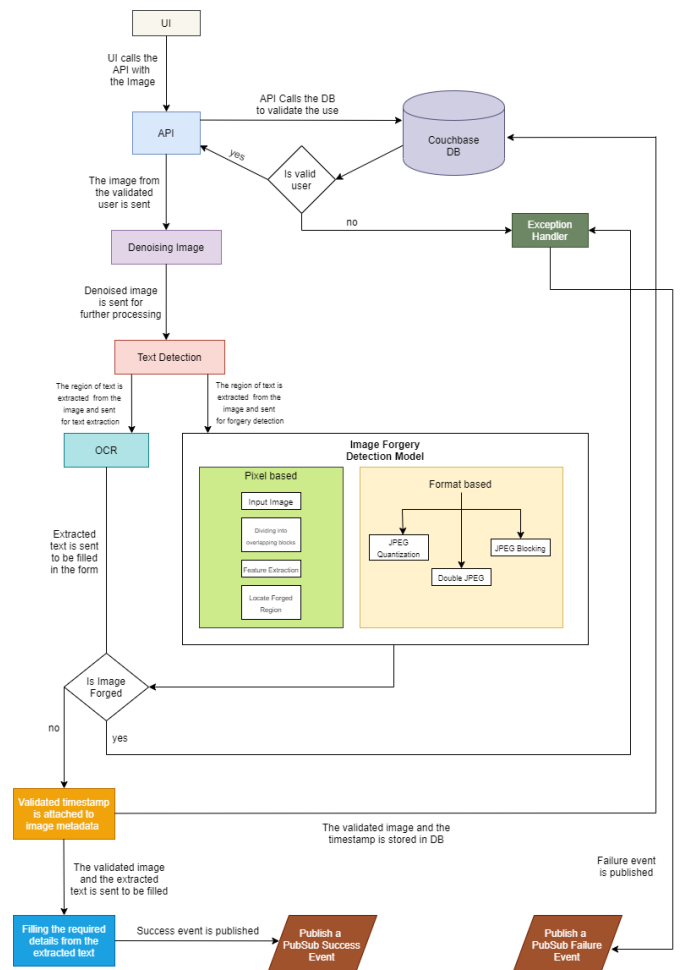 UI
UI calls the
API with
the Image
API Calls the DB
to validate the use
API
Couchbase
DB
yes
Is valid
user
The image from
the validated
user is sent
no
Exception
Handler
Denoising Image
Denoised image
is sent for
further processing
Text Detection
The region of text is
extracted from the
image and sent
for text extraction
The region of text is
extracted from the
image and sent
for forgery detection
OCR
Image Forgery
Detection Model
Pixel based
Input Image
Dividing into
overlapping blocks
Feature Extraction
Locate Forged
Region
Format based
JPEG
Quantization
JPEG Blocking
Double JPEG
Extracted
text is sent
to be filled
in the form
Is Image
Forged
no
yes
Validated timestamp
is attached to
image metadata
The validated image and the
timestamp is stored in DB
Failure event
is published
The validated image
and the extracted
text is sent to be filled
Filling the required
details from the
extracted text
Success event is published
Publish a
PubSub Success
Event
Publish a
PubSub Failure
Event